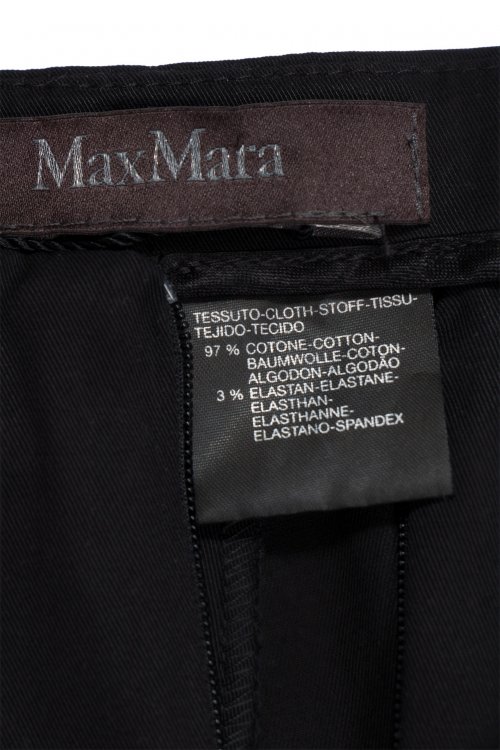 MaxMara
TESSUTO-CLOTH-STOFF-TISSU-
TEJIDO-TECIDO
97 % COTONE-COTTON-
BAUMWOLLE-COTON-
ALGODON-ALGODÃO
3 % ELASTAN-ELASTANE-
ELASTHAN-
ELASTHANNE-
ELASTANO-SPANDEX